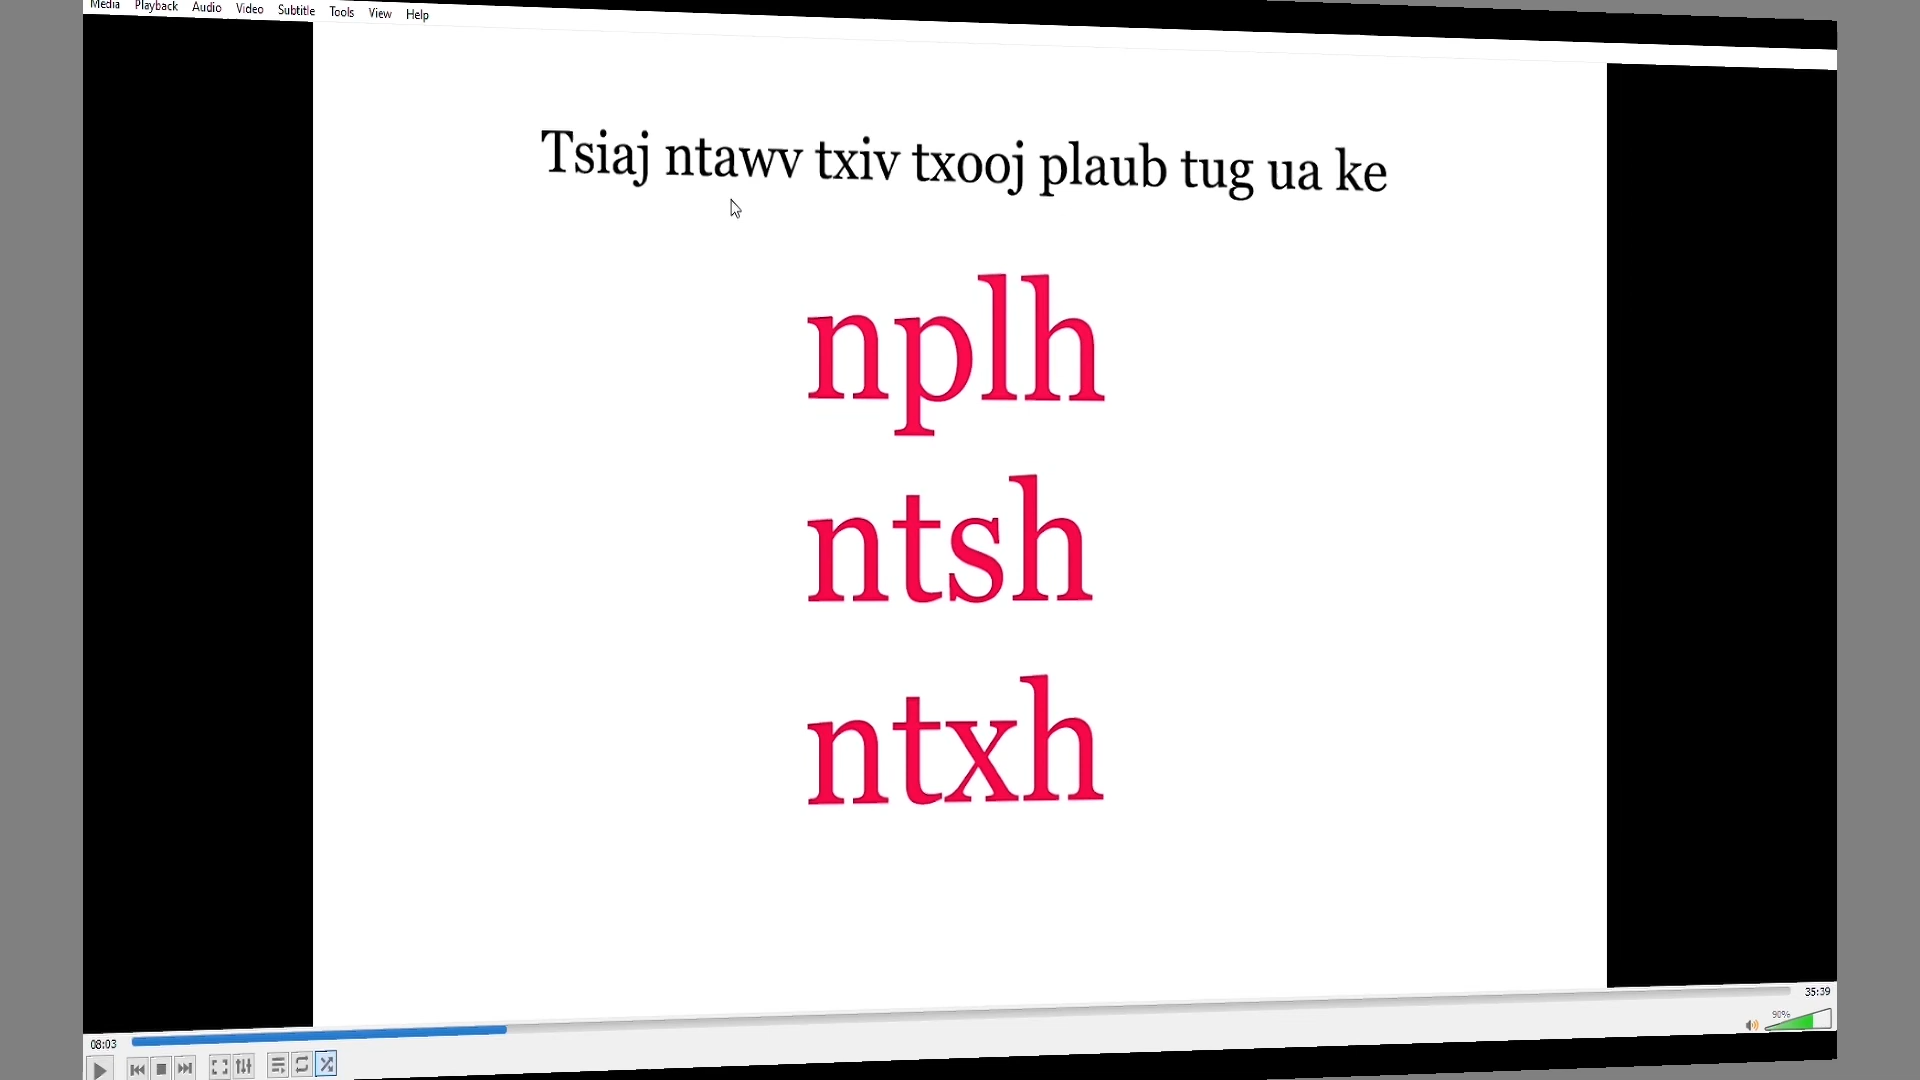 Media Playback Audio Video Subtitle Tools View Help
Tsiaj ntawv txiv txooj plaub tug ua ke
nplh
ntsh
ntxh
35:39
90%
08:03